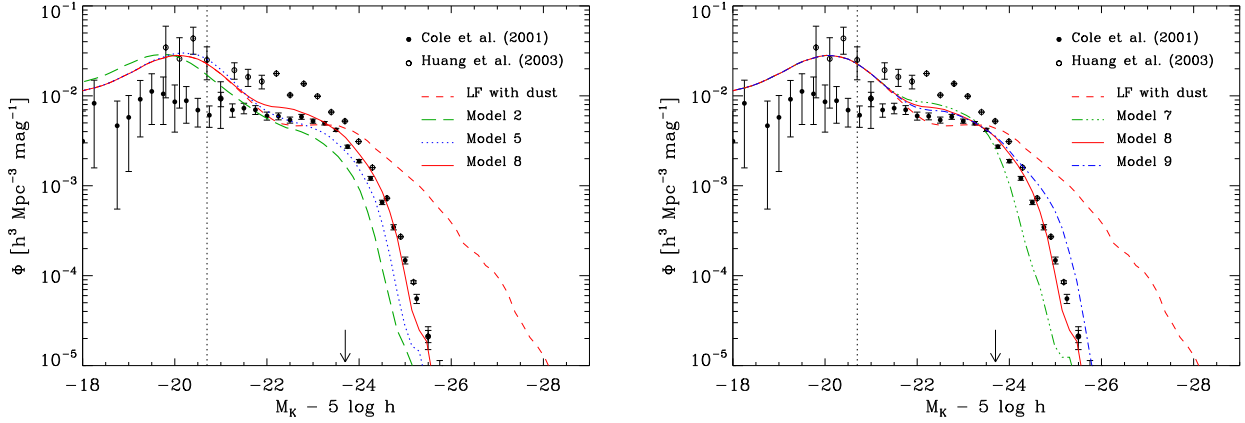 10⁻¹
10⁻²
10⁻³
10⁻⁴
10⁻⁵
Φ [h³ Mpc⁻³ mag⁻¹]
Cole et al. (2001)
Huang et al. (2003)
LF with dust
Model 2
Model 5
Model 8
−18 −20 −22 −24 −26 −28
M_K − 5 log h
10⁻¹
10⁻²
10⁻³
10⁻⁴
10⁻⁵
Φ [h³ Mpc⁻³ mag⁻¹]
Cole et al. (2001)
Huang et al. (2003)
LF with dust
Model 7
Model 8
Model 9
−18 −20 −22 −24 −26 −28
M_K − 5 log h